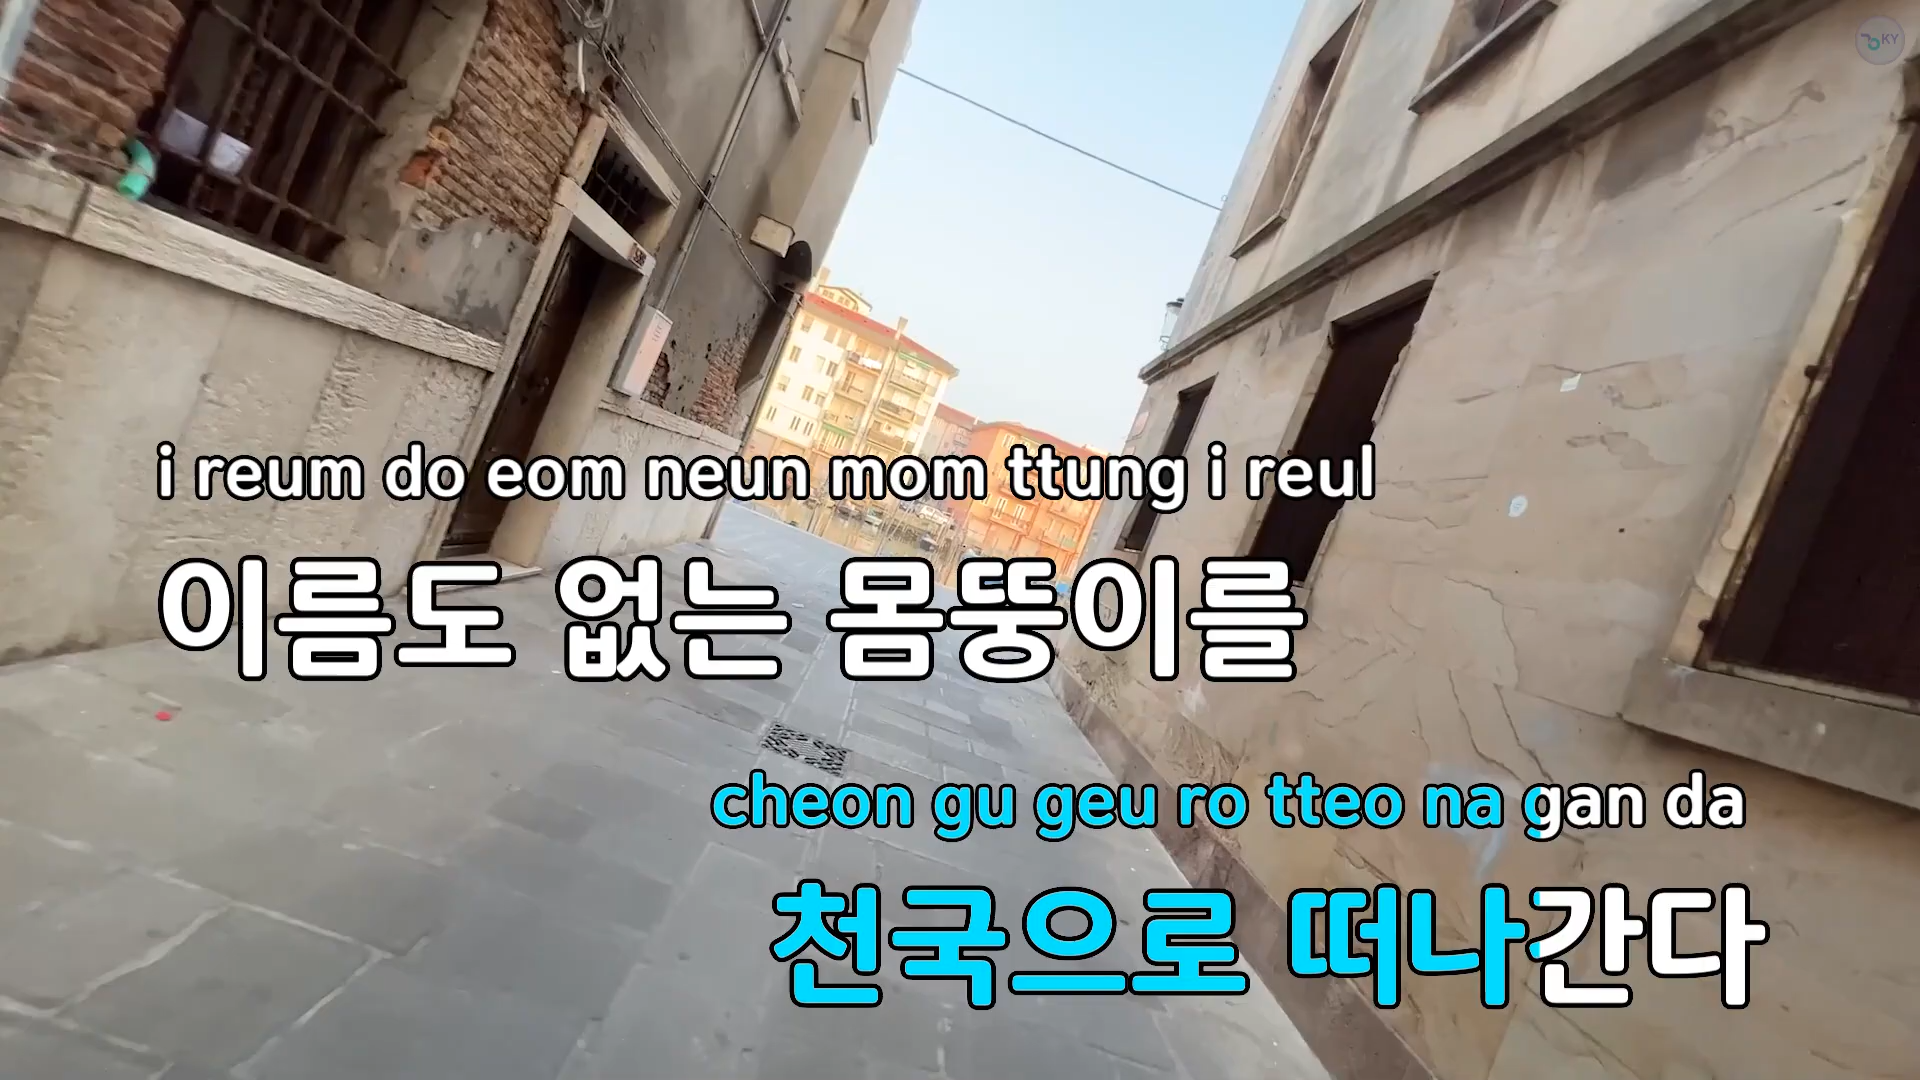 KY
i reum do eom neun mom ttung i reul
이름도 없는 몸뚱이를
cheon gu geu ro tteo na gan da
천국으로 떠나간다